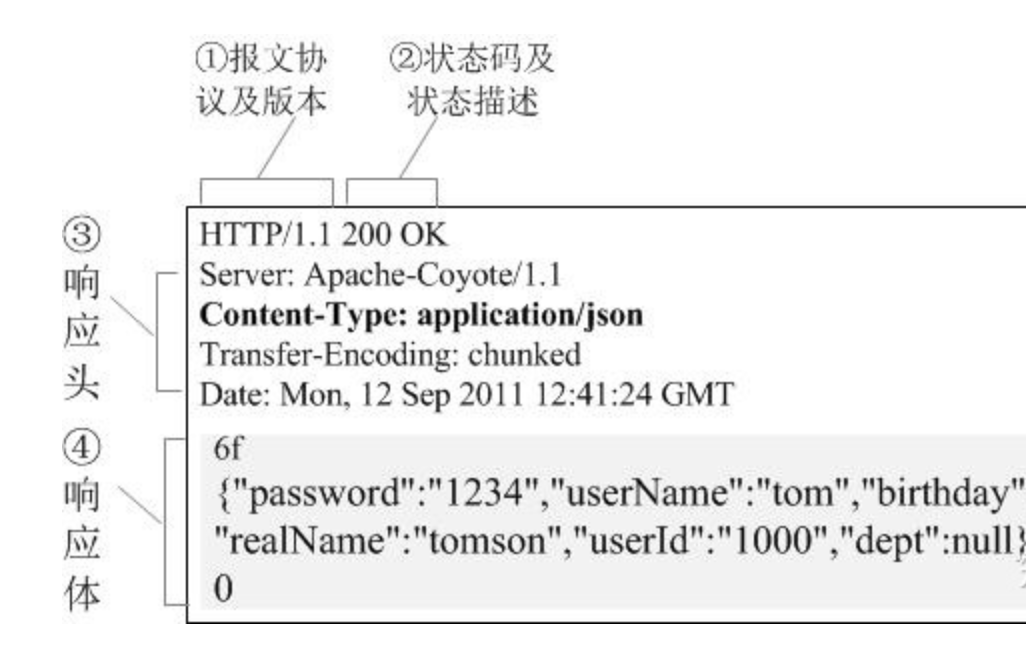 ①报文协
议及版本
②状态码及
状态描述
③
响
应
头
HTTP/1.1 200 OK
Server: Apache-Coyote/1.1
Content-Type: application/json
Transfer-Encoding: chunked
Date: Mon, 12 Sep 2011 12:41:24 GMT
④
响
应
体
6f
{"password":"1234","userName":"tom","birthday"
"realName":"tomson","userId":"1000","dept":null}
0